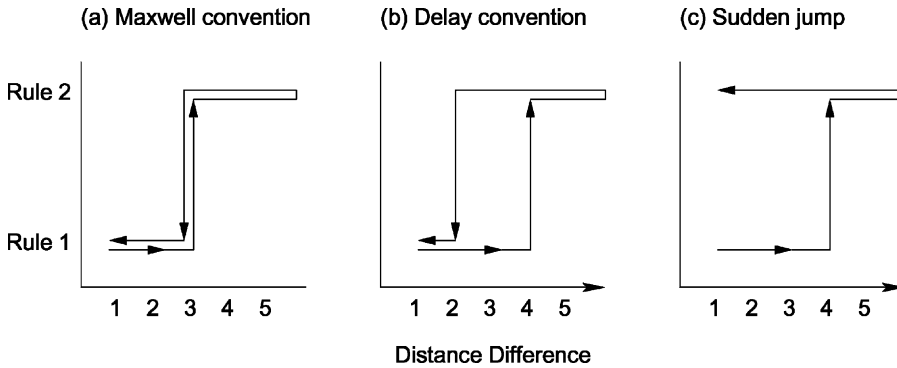 (a) Maxwell convention
(b) Delay convention
(c) Sudden jump
Rule 2
Rule 1
1 2 3 4 5
1 2 3 4 5
1 2 3 4 5
Distance Difference